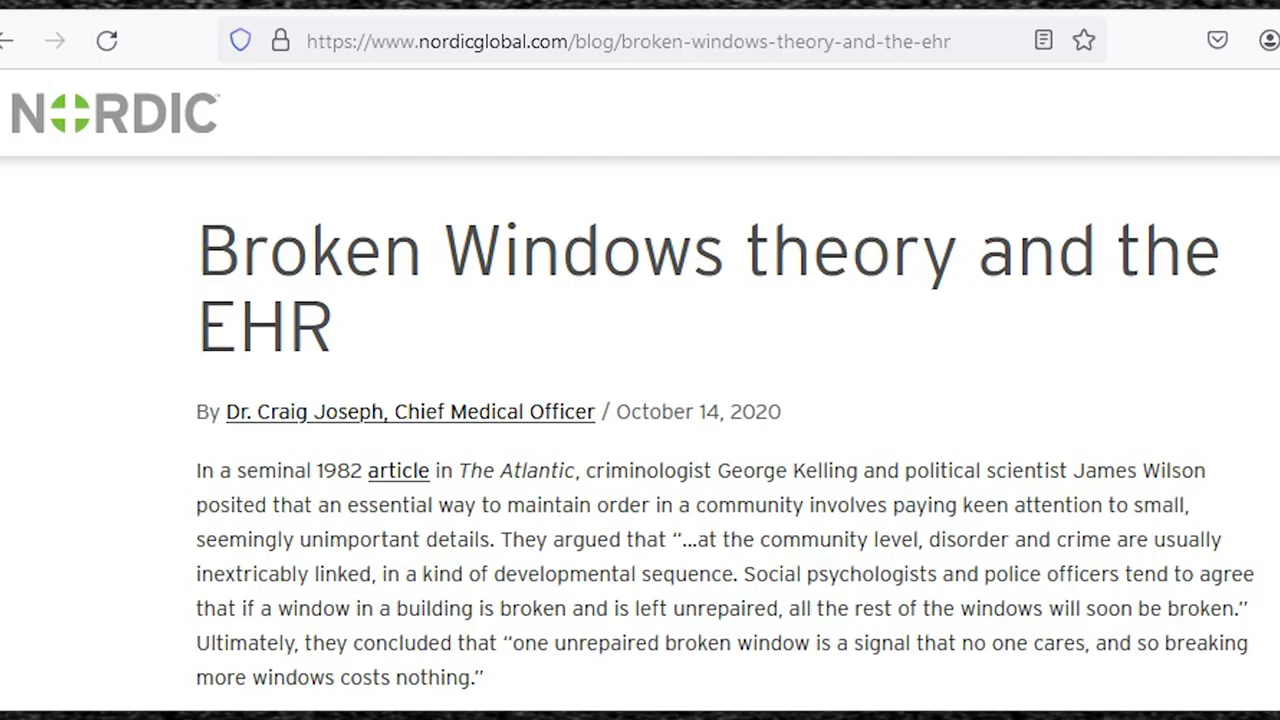 https://www.nordicglobal.com/blog/broken-windows-theory-and-the-ehr
NORDIC
Broken Windows theory and the
EHR
By Dr. Craig Joseph, Chief Medical Officer / October 14, 2020
In a seminal 1982 article in The Atlantic, criminologist George Kelling and political scientist James Wilson
posited that an essential way to maintain order in a community involves paying keen attention to small,
seemingly unimportant details. They argued that “...at the community level, disorder and crime are usually
inextricably linked, in a kind of developmental sequence. Social psychologists and police officers tend to agree
that if a window in a building is broken and is left unrepaired, all the rest of the windows will soon be broken.”
Ultimately, they concluded that “one unrepaired broken window is a signal that no one cares, and so breaking
more windows costs nothing.”